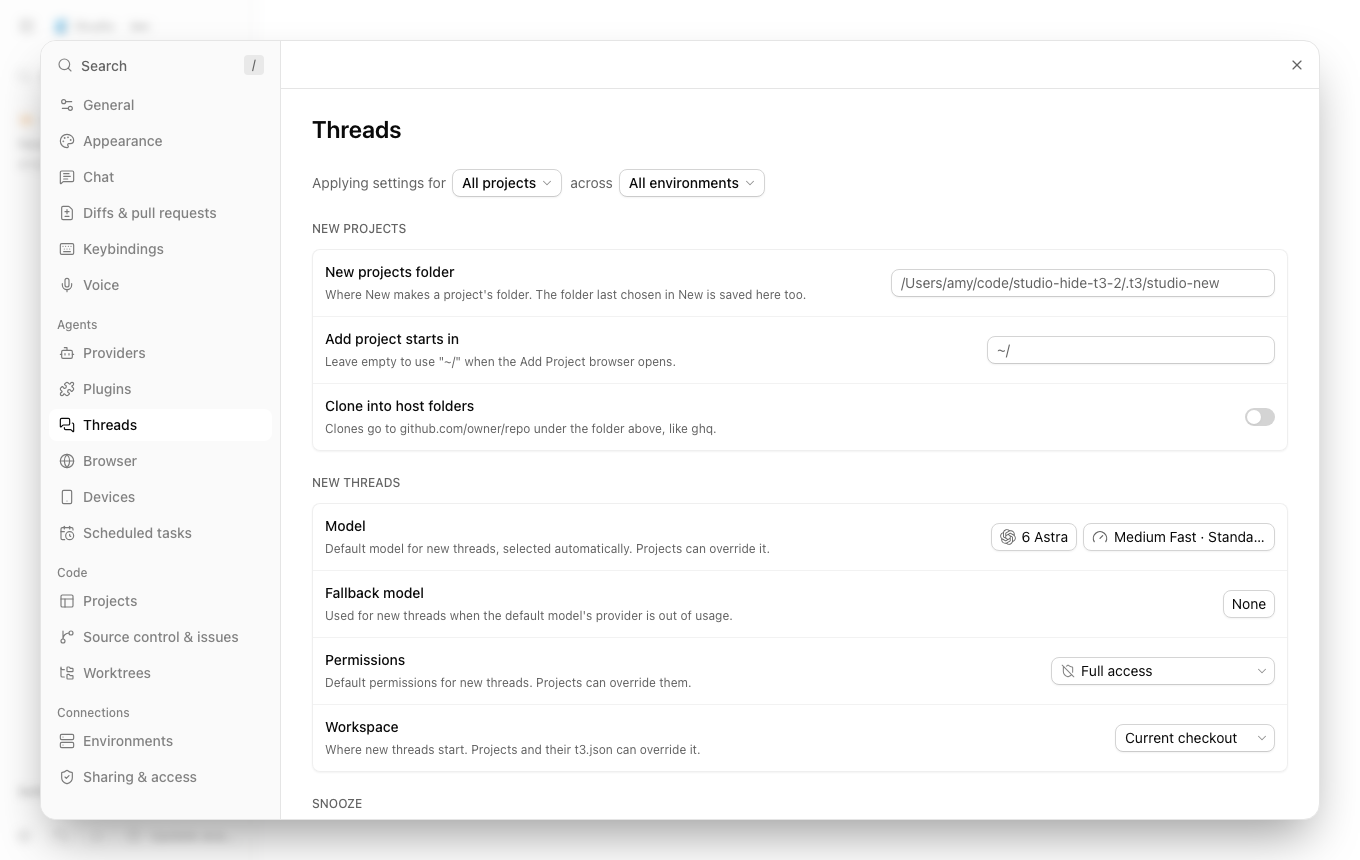 Search /
General
Appearance
Chat
Diffs & pull requests
Keybindings
Voice
Agents
Providers
Plugins
Threads
Browser
Devices
Scheduled tasks
Code
Projects
Source control & issues
Worktrees
Connections
Environments
Sharing & access
Threads
Applying settings for All projects across All environments
NEW PROJECTS
New projects folder
Where New makes a project's folder. The folder last chosen in New is saved here too.
/Users/amy/code/studio-hide-t3-2/.t3/studio-new
Add project starts in
Leave empty to use "~/" when the Add Project browser opens.
~/
Clone into host folders
Clones go to github.com/owner/repo under the folder above, like ghq.
NEW THREADS
Model
Default model for new threads, selected automatically. Projects can override it.
6 Astra Medium Fast · Standa...
Fallback model
Used for new threads when the default model's provider is out of usage.
None
Permissions
Default permissions for new threads. Projects can override them.
Full access
Workspace
Where new threads start. Projects and their t3.json can override it.
Current checkout
SNOOZE